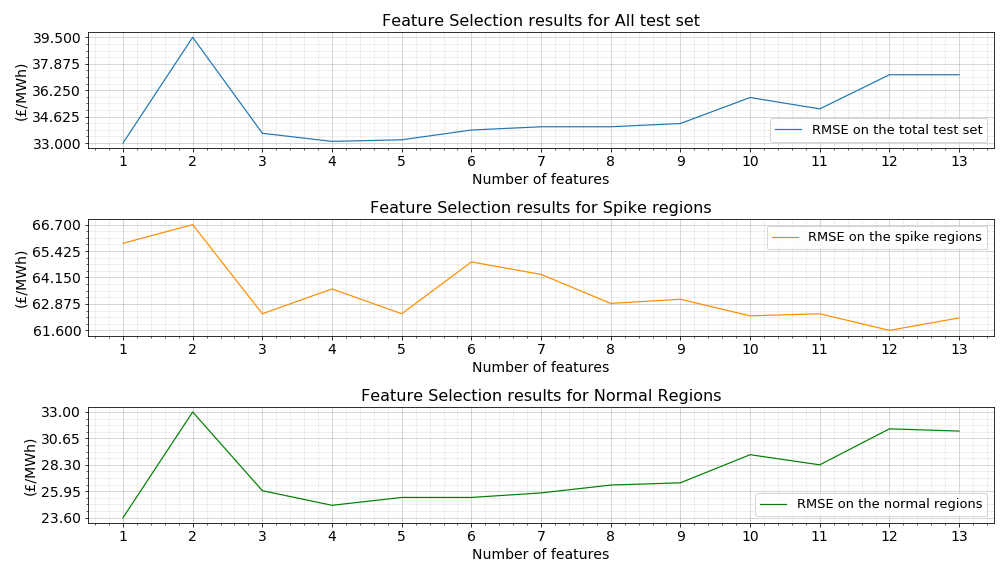 Feature Selection results for All test set
(£/MWh)
39.500
37.875
36.250
34.625
33.000
RMSE on the total test set
1 2 3 4 5 6 7 8 9 10 11 12 13
Number of features
Feature Selection results for Spike regions
(£/MWh)
66.700
65.425
64.150
62.875
61.600
RMSE on the spike regions
1 2 3 4 5 6 7 8 9 10 11 12 13
Number of features
Feature Selection results for Normal Regions
(£/MWh)
33.00
30.65
28.30
25.95
23.60
RMSE on the normal regions
1 2 3 4 5 6 7 8 9 10 11 12 13
Number of features